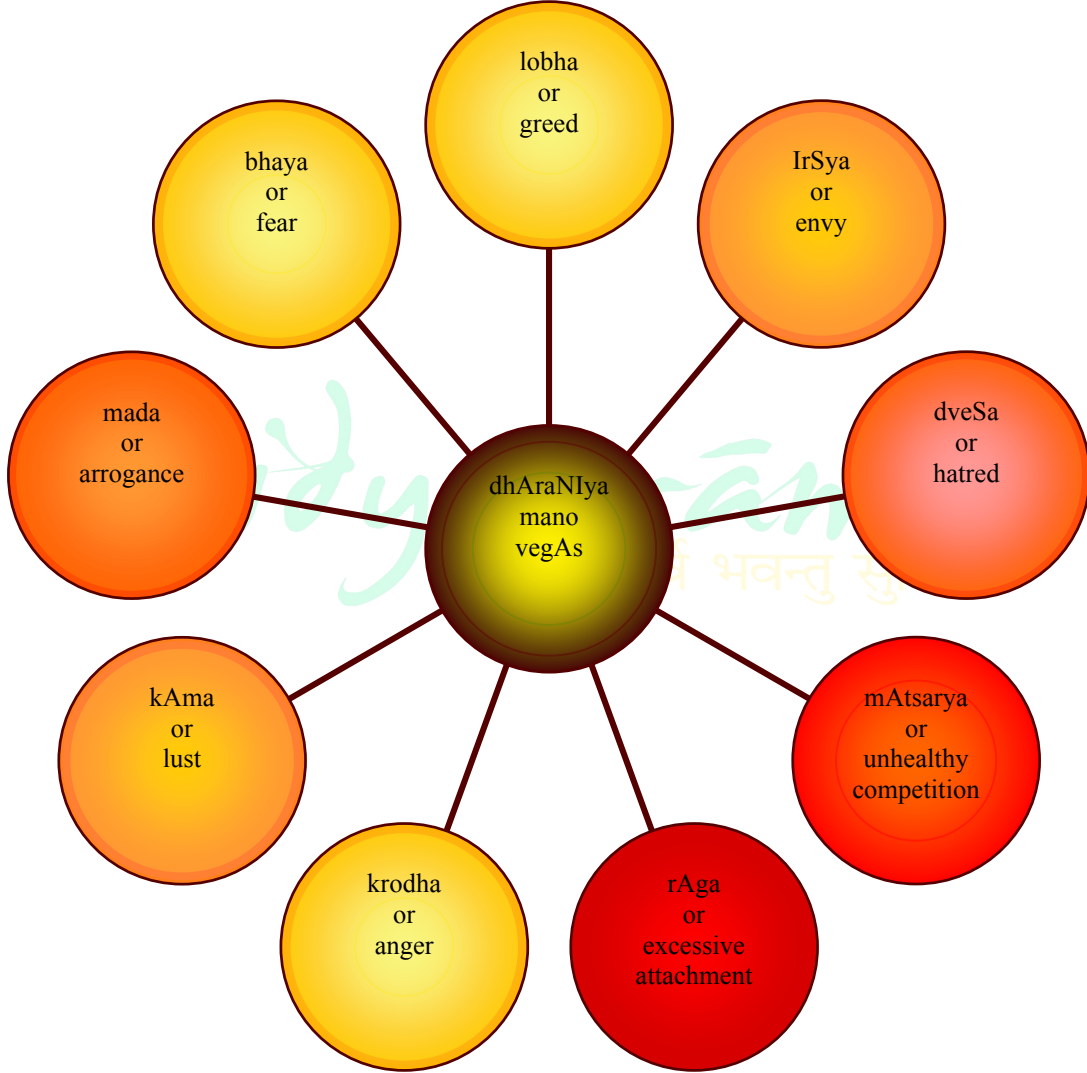 lobha
or
greed
IrSya
or
envy
dveSa
or
hatred
mAtsarya
or
unhealthy
competition
rAga
or
excessive
attachment
krodha
or
anger
kAma
or
lust
mada
or
arrogance
bhaya
or
fear
dhAraNIya
mano
vegAs
भवन्तु